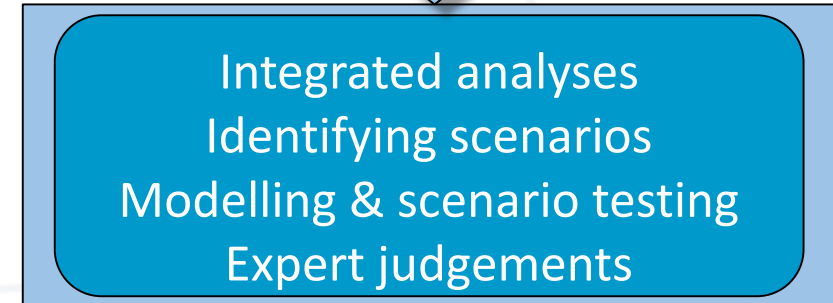 Integrated analyses
Identifying scenarios
Modelling & scenario testing
Expert judgements